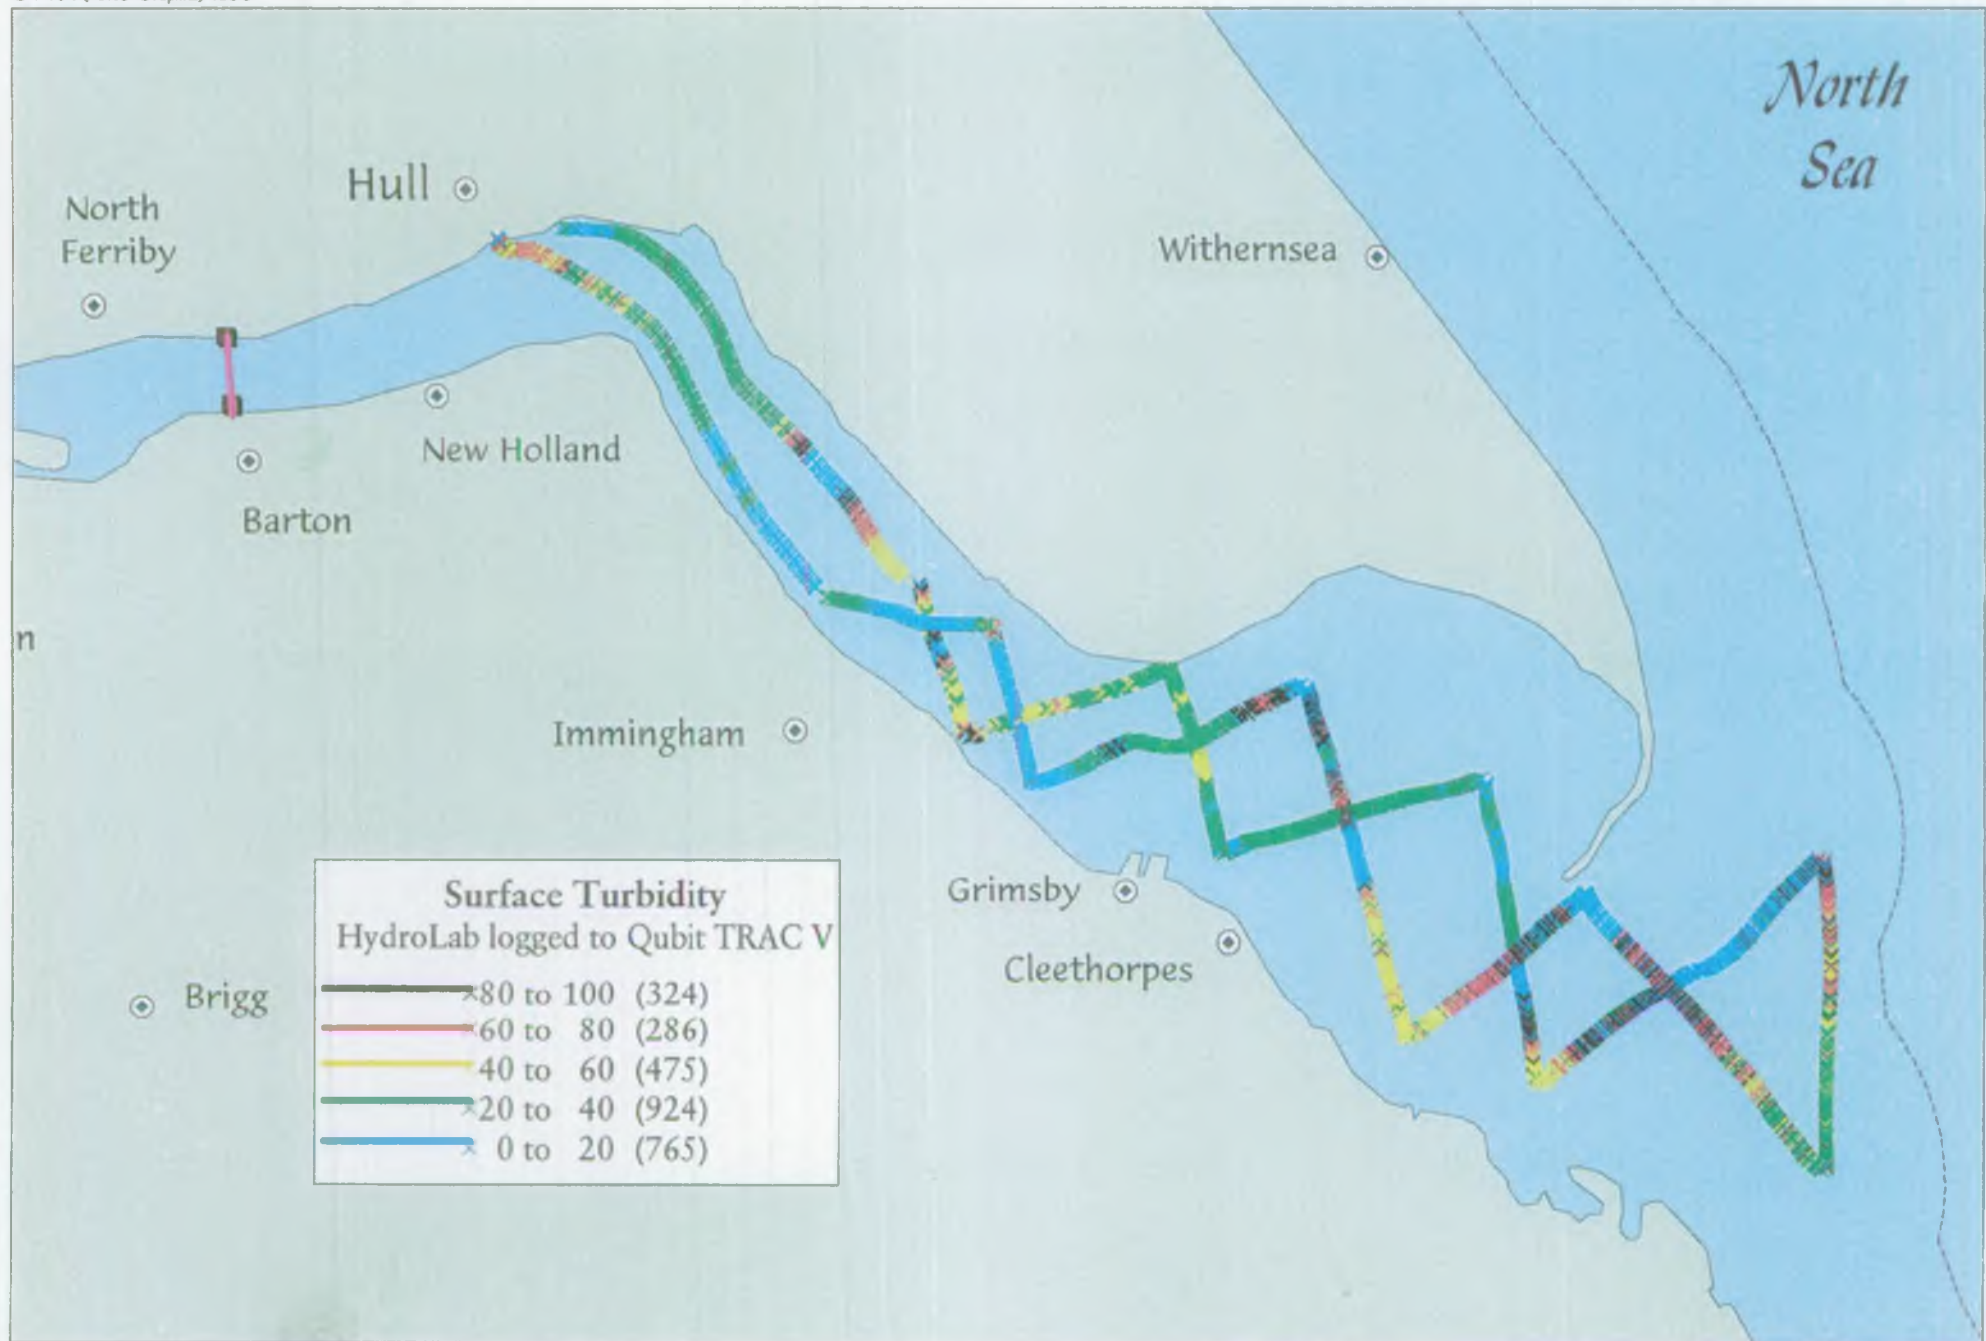 North
Sea
Hull
North
Ferriby
Withernsea
New Holland
Barton
n
Immingham
Grimsby
Cleethorpes
Brigg
Surface Turbidity
HydroLab logged to Qubit TRAC V
80 to 100 (324)
60 to 80 (286)
40 to 60 (475)
20 to 40 (924)
0 to 20 (765)